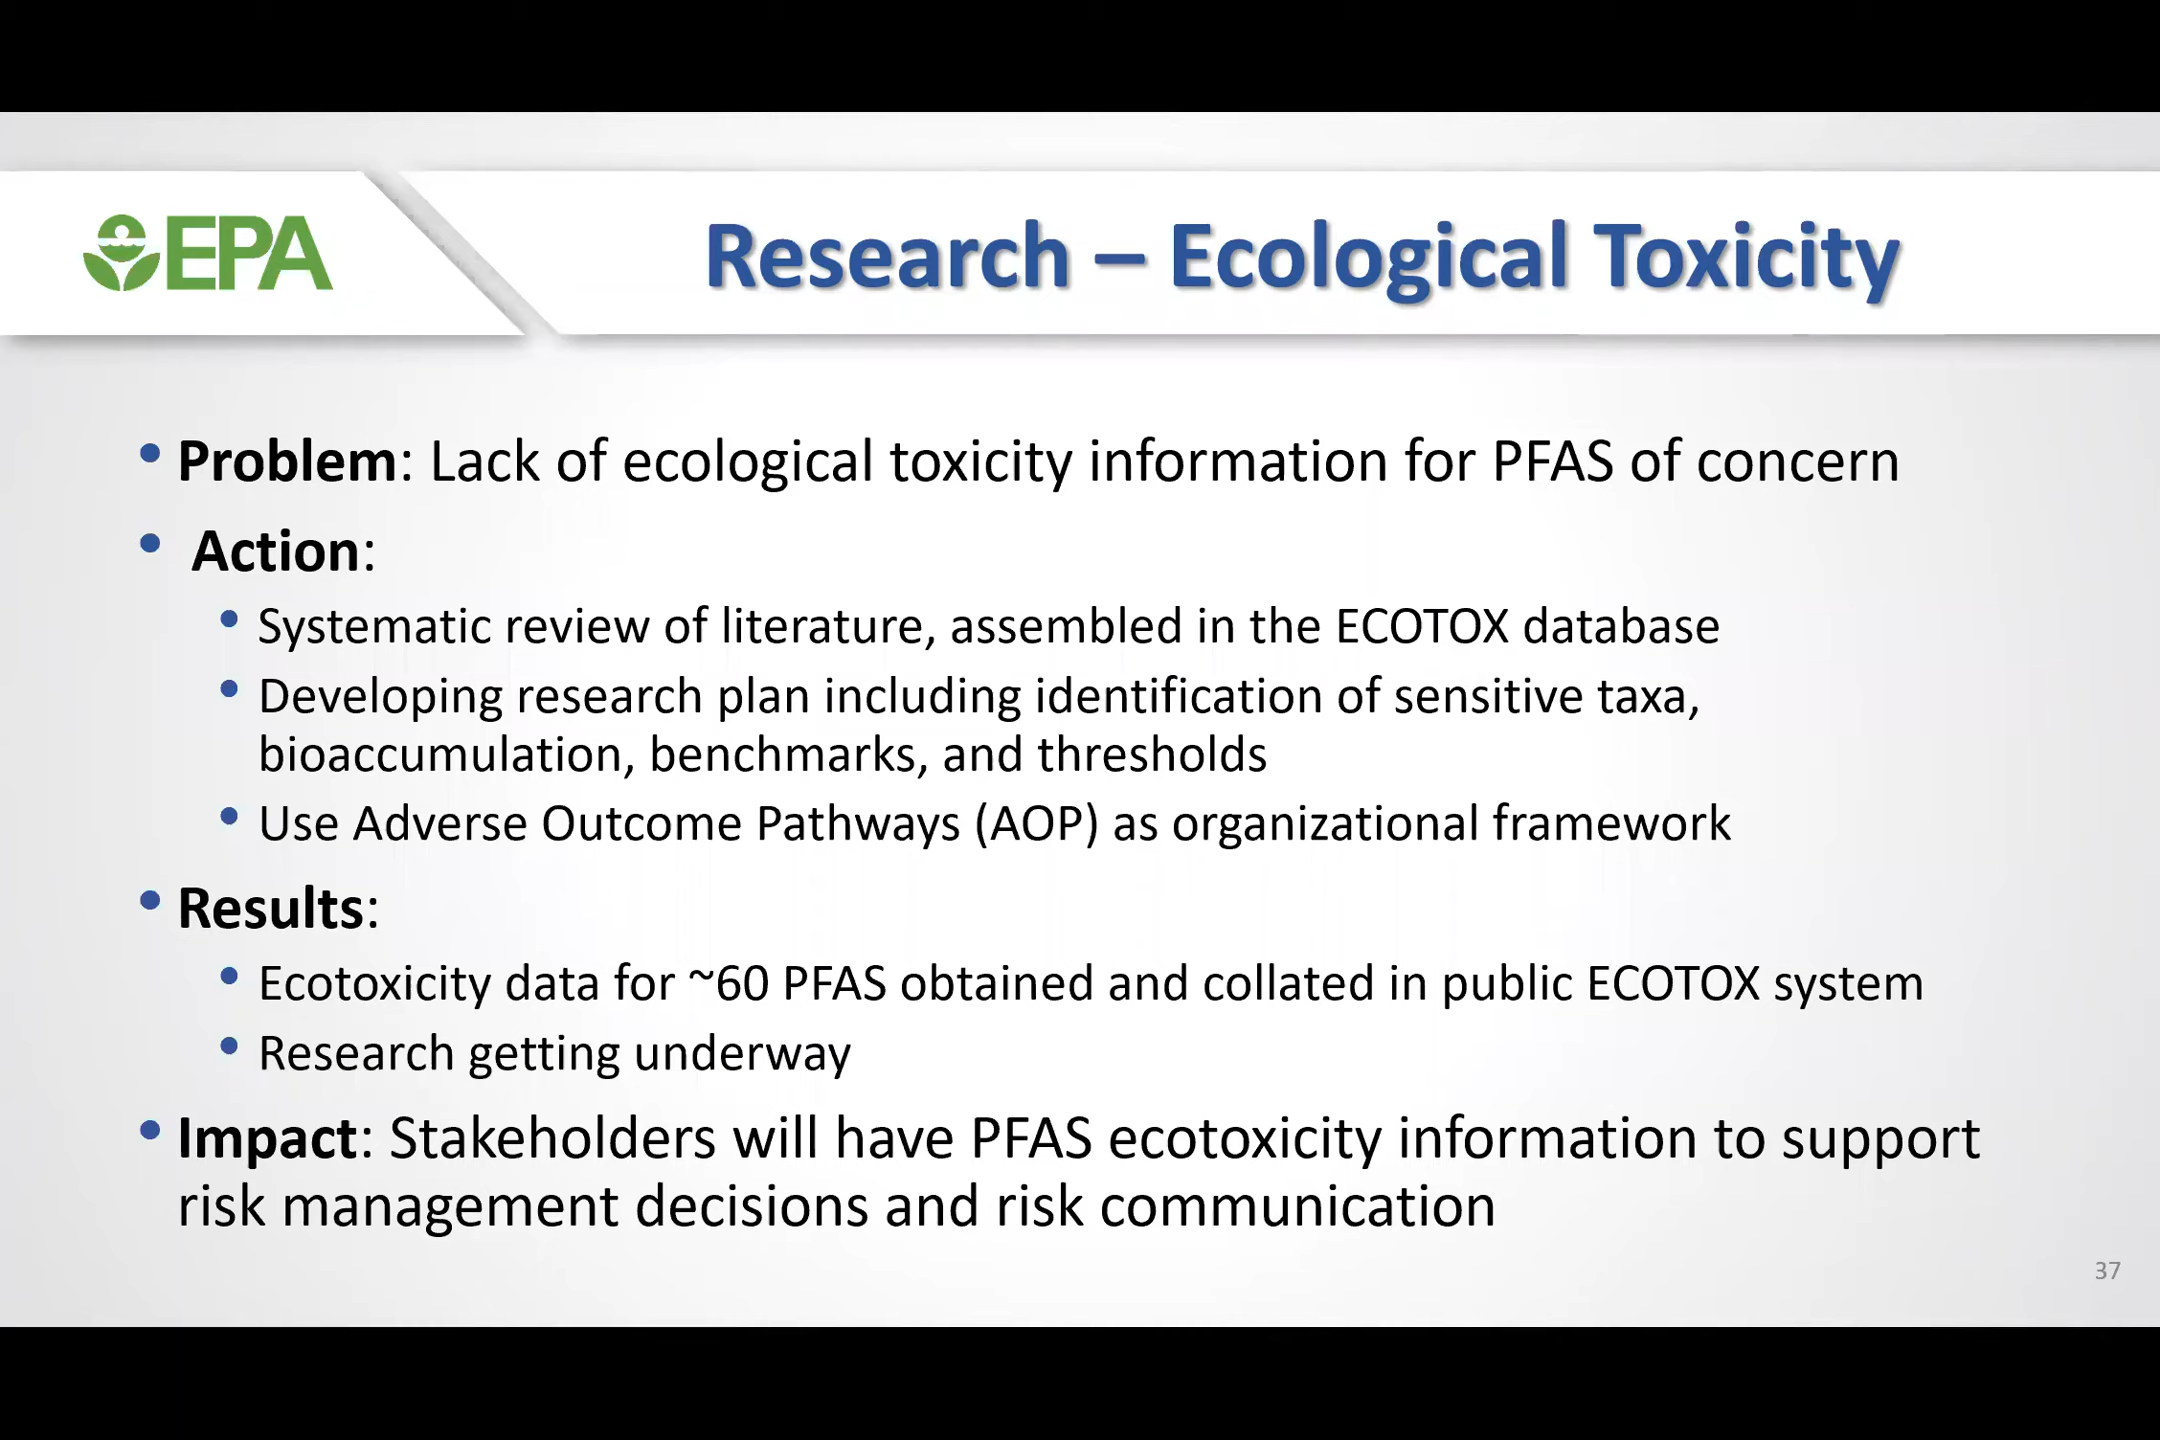 EPA
Research – Ecological Toxicity
• Problem: Lack of ecological toxicity information for PFAS of concern
• Action:
• Systematic review of literature, assembled in the ECOTOX database
• Developing research plan including identification of sensitive taxa,
bioaccumulation, benchmarks, and thresholds
• Use Adverse Outcome Pathways (AOP) as organizational framework
• Results:
• Ecotoxicity data for ~60 PFAS obtained and collated in public ECOTOX system
• Research getting underway
• Impact: Stakeholders will have PFAS ecotoxicity information to support
risk management decisions and risk communication
37